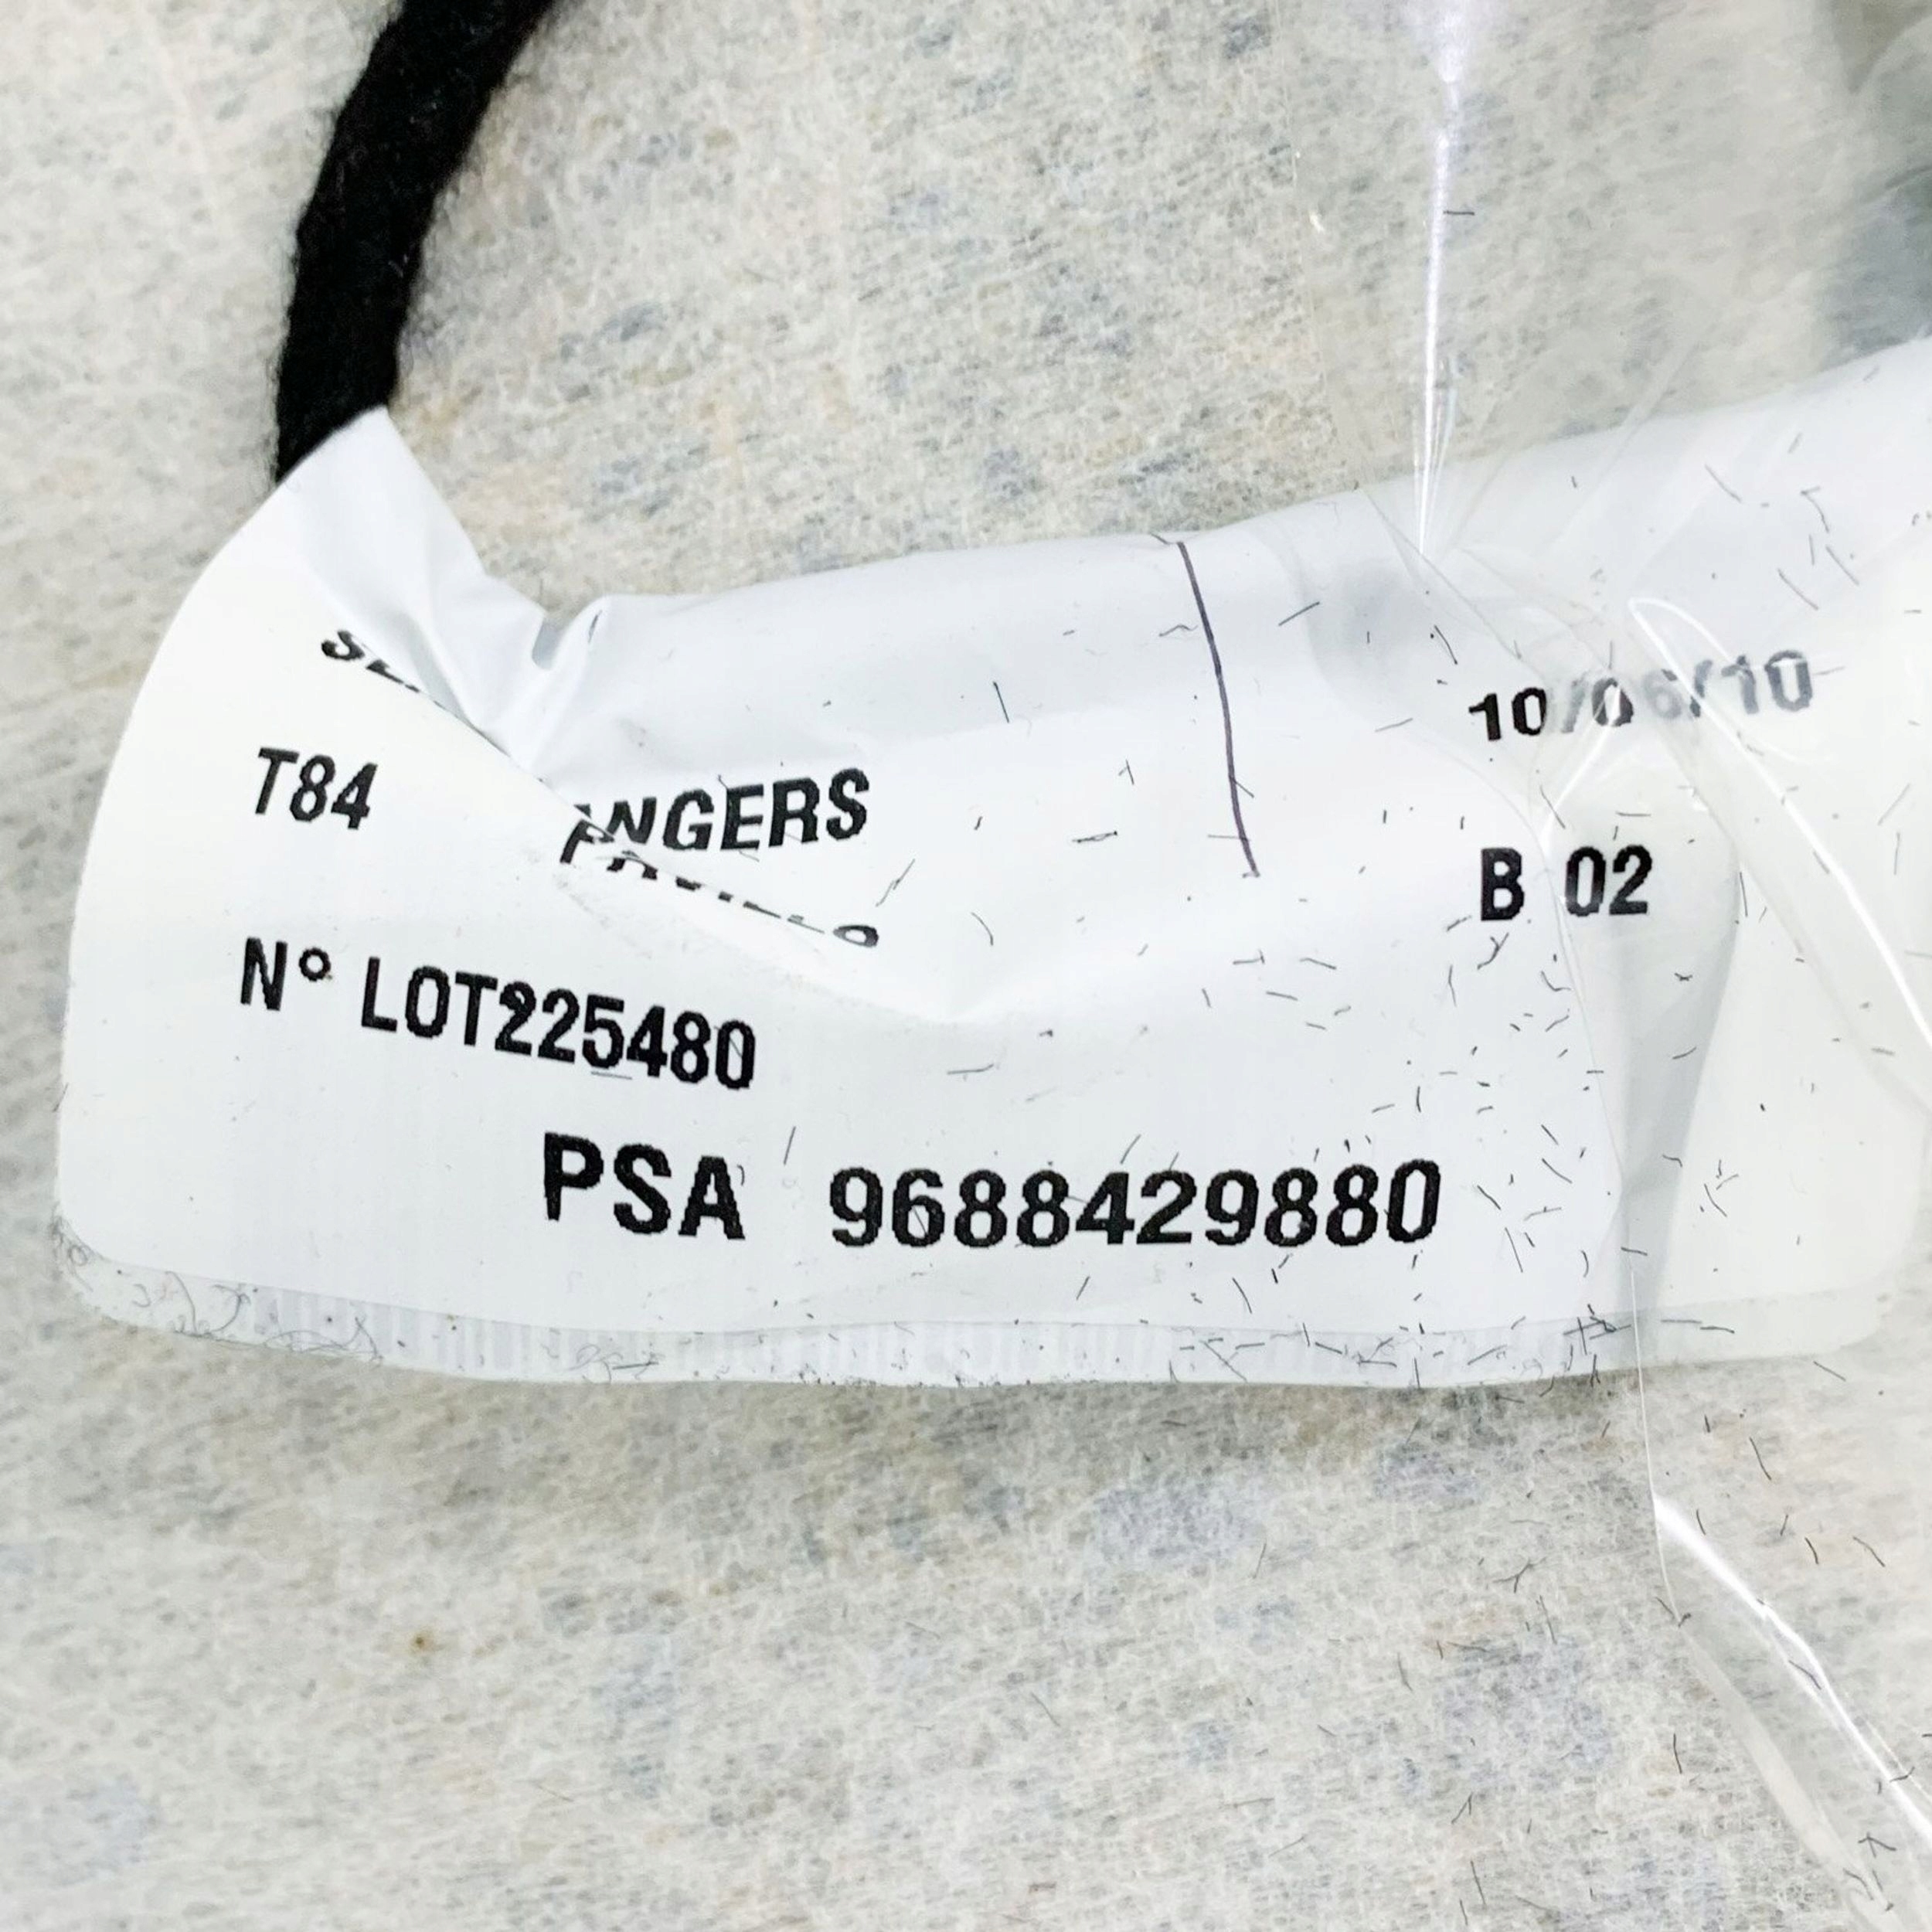 10/06/10
T84
ANGERS
B 02
N° LOT225480
PSA 9688429880